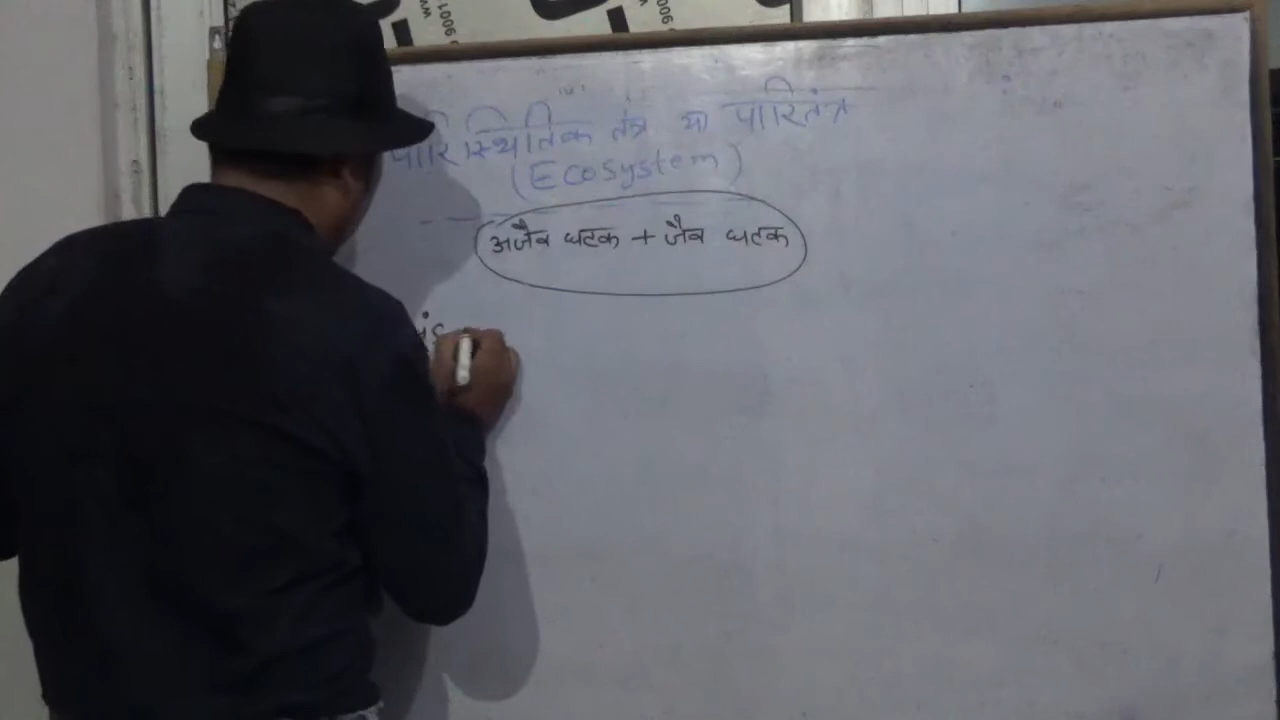 पारिस्थितिक तंत्र या पारितंत्र
(Ecosystem)
अजैव घटक + जैव घटक